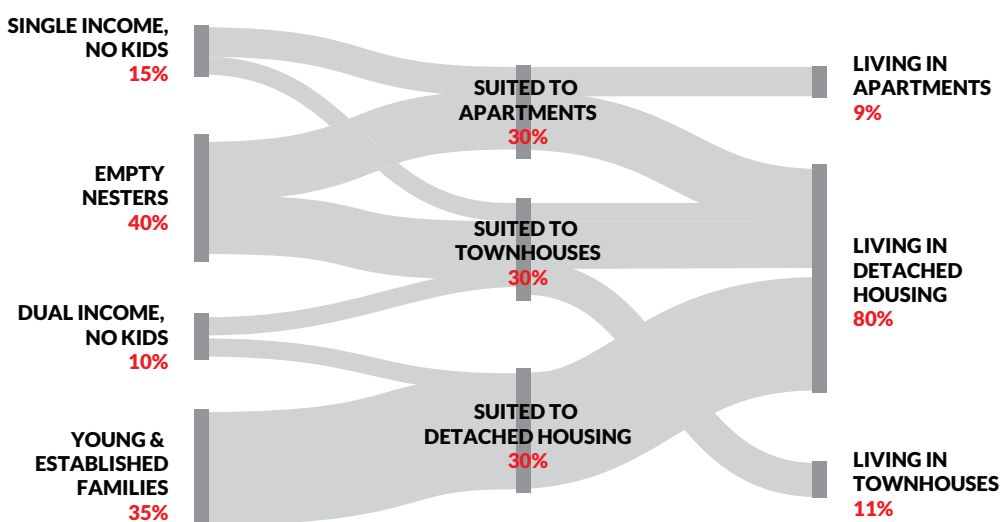 SINGLE INCOME,
NO KIDS
15%
EMPTY
NESTERS
40%
DUAL INCOME,
NO KIDS
10%
YOUNG &
ESTABLISHED
FAMILIES
35%
SUITED TO
APARTMENTS
30%
SUITED TO
TOWNHOUSES
30%
SUITED TO
DETACHED HOUSING
30%
LIVING IN
APARTMENTS
9%
LIVING IN
DETACHED
HOUSING
80%
LIVING IN
TOWNHOUSES
11%